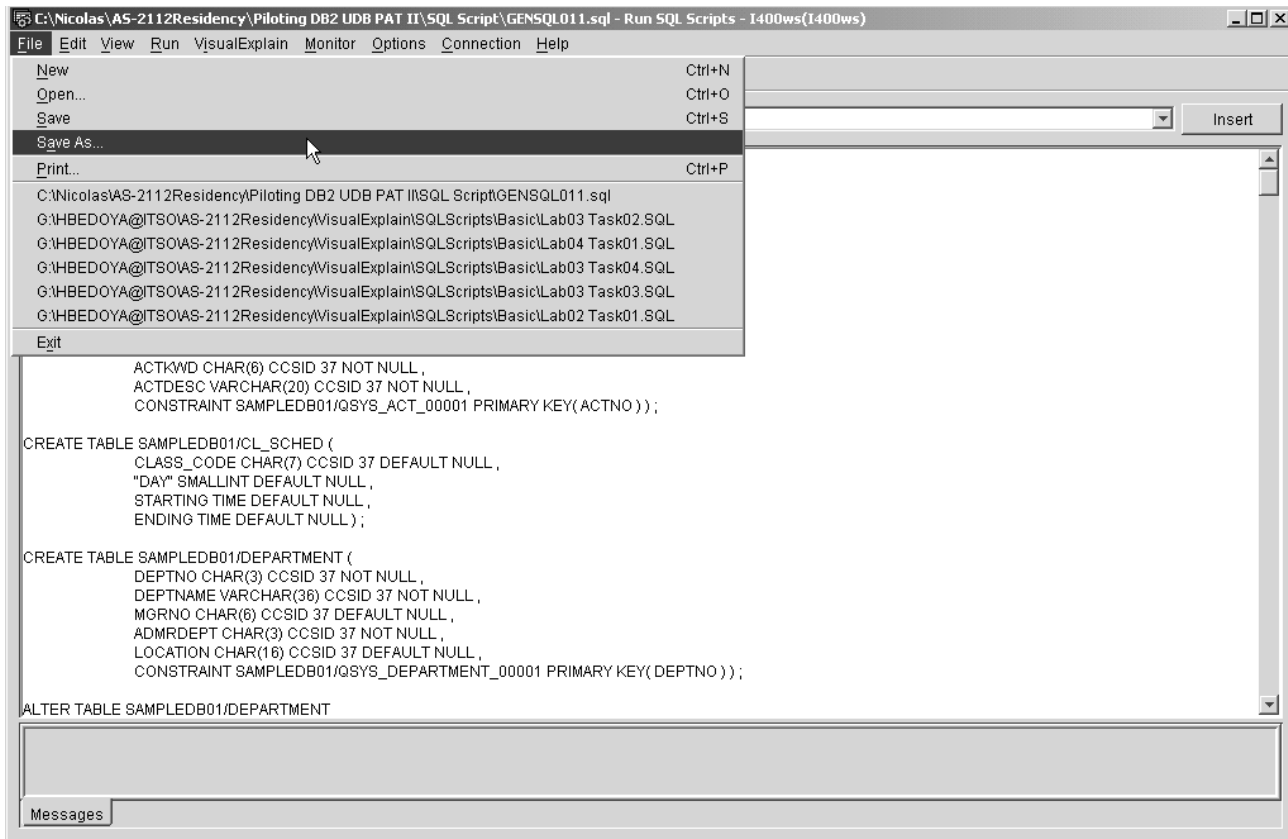 C:\Nicolas\AS-2112Residency\Piloting DB2 UDB PAT II\SQL Script\GENSQL011.sql - Run SQL Scripts - I400ws(I400ws)
File Edit View Run VisualExplain Monitor Options Connection Help
New Ctrl+N
Open... Ctrl+O
Save Ctrl+S
Insert
Save As...
Print... Ctrl+P
C:\Nicolas\AS-2112Residency\Piloting DB2 UDB PAT II\SQL Script\GENSQL011.sql
G:\HBEDOYA@ITSO\AS-2112Residency\VisualExplain\SQLScripts\Basic\Lab03 Task02.SQL
G:\HBEDOYA@ITSO\AS-2112Residency\VisualExplain\SQLScripts\Basic\Lab04 Task01.SQL
G:\HBEDOYA@ITSO\AS-2112Residency\VisualExplain\SQLScripts\Basic\Lab03 Task04.SQL
G:\HBEDOYA@ITSO\AS-2112Residency\VisualExplain\SQLScripts\Basic\Lab03 Task03.SQL
G:\HBEDOYA@ITSO\AS-2112Residency\VisualExplain\SQLScripts\Basic\Lab02 Task01.SQL
Exit
ACTKWD CHAR(6) CCSID 37 NOT NULL ,
ACTDESC VARCHAR(20) CCSID 37 NOT NULL ,
CONSTRAINT SAMPLEDB01/QSYS_ACT_00001 PRIMARY KEY( ACTNO ) ) ;
CREATE TABLE SAMPLEDB01/CL_SCHED (
CLASS_CODE CHAR(7) CCSID 37 DEFAULT NULL ,
"DAY" SMALLINT DEFAULT NULL ,
STARTING TIME DEFAULT NULL ,
ENDING TIME DEFAULT NULL ) ;
CREATE TABLE SAMPLEDB01/DEPARTMENT (
DEPTNO CHAR(3) CCSID 37 NOT NULL ,
DEPTNAME VARCHAR(36) CCSID 37 NOT NULL ,
MGRNO CHAR(6) CCSID 37 DEFAULT NULL ,
ADMRDEPT CHAR(3) CCSID 37 NOT NULL ,
LOCATION CHAR(16) CCSID 37 DEFAULT NULL ,
CONSTRAINT SAMPLEDB01/QSYS_DEPARTMENT_00001 PRIMARY KEY( DEPTNO ) ) ;
ALTER TABLE SAMPLEDB01/DEPARTMENT
Messages